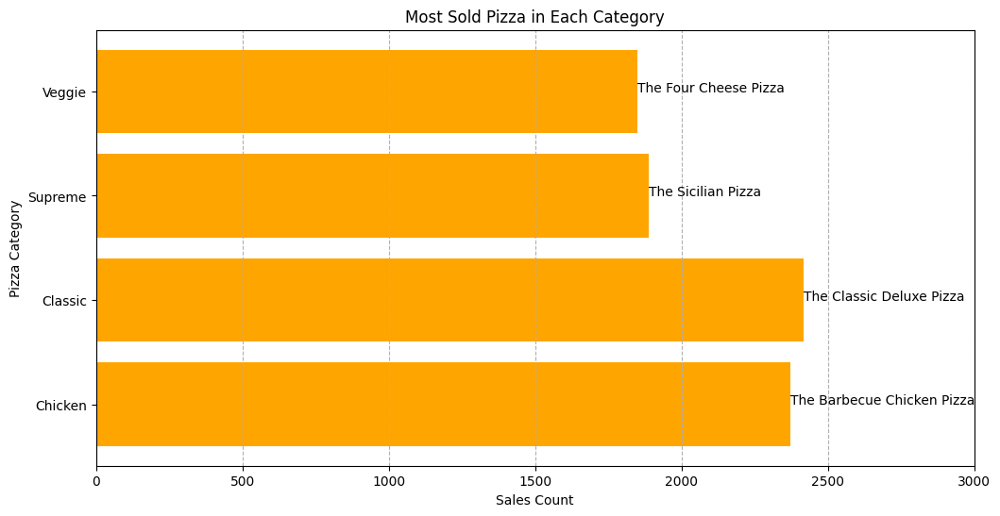 Most Sold Pizza in Each Category
Veggie
The Four Cheese Pizza
Supreme
The Sicilian Pizza
Classic
The Classic Deluxe Pizza
Chicken
The Barbecue Chicken Pizza
Pizza Category
0 500 1000 1500 2000 2500 3000
Sales Count